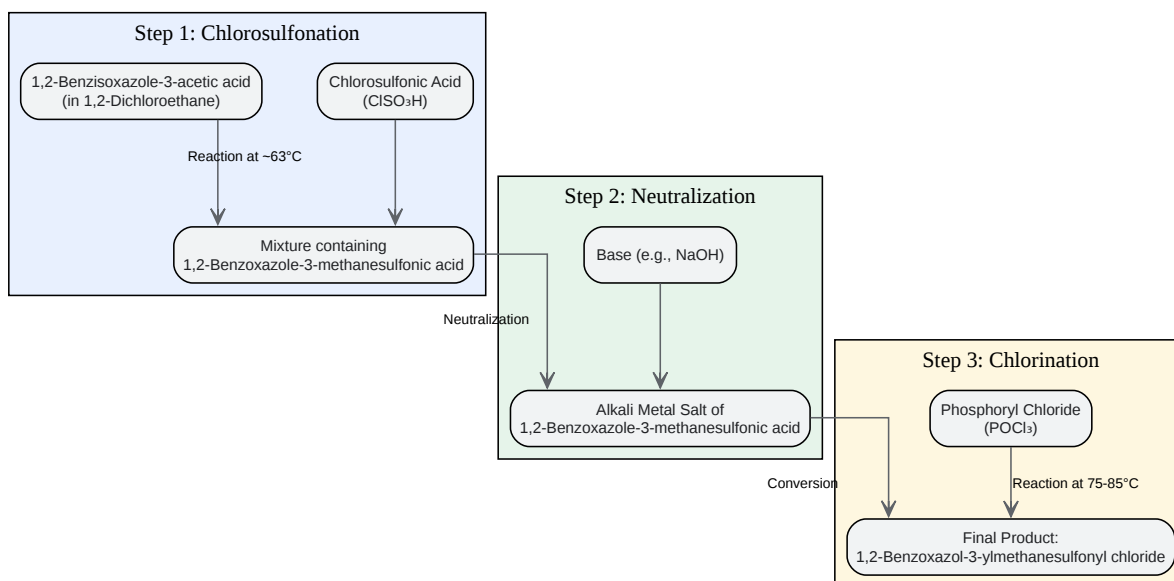 Step 1: Chlorosulfonation
1,2-Benzisoxazole-3-acetic acid
(in 1,2-Dichloroethane)
Chlorosulfonic Acid
(ClSO₃H)
Reaction at ~63°C
Mixture containing
1,2-Benzoxazole-3-methanesulfonic acid
Neutralization
Step 2: Neutralization
Base (e.g., NaOH)
Alkali Metal Salt of
1,2-Benzoxazole-3-methanesulfonic acid
Conversion
Step 3: Chlorination
Phosphoryl Chloride
(POCl₃)
Reaction at 75-85°C
Final Product:
1,2-Benzoxazol-3-ylmethanesulfonyl chloride